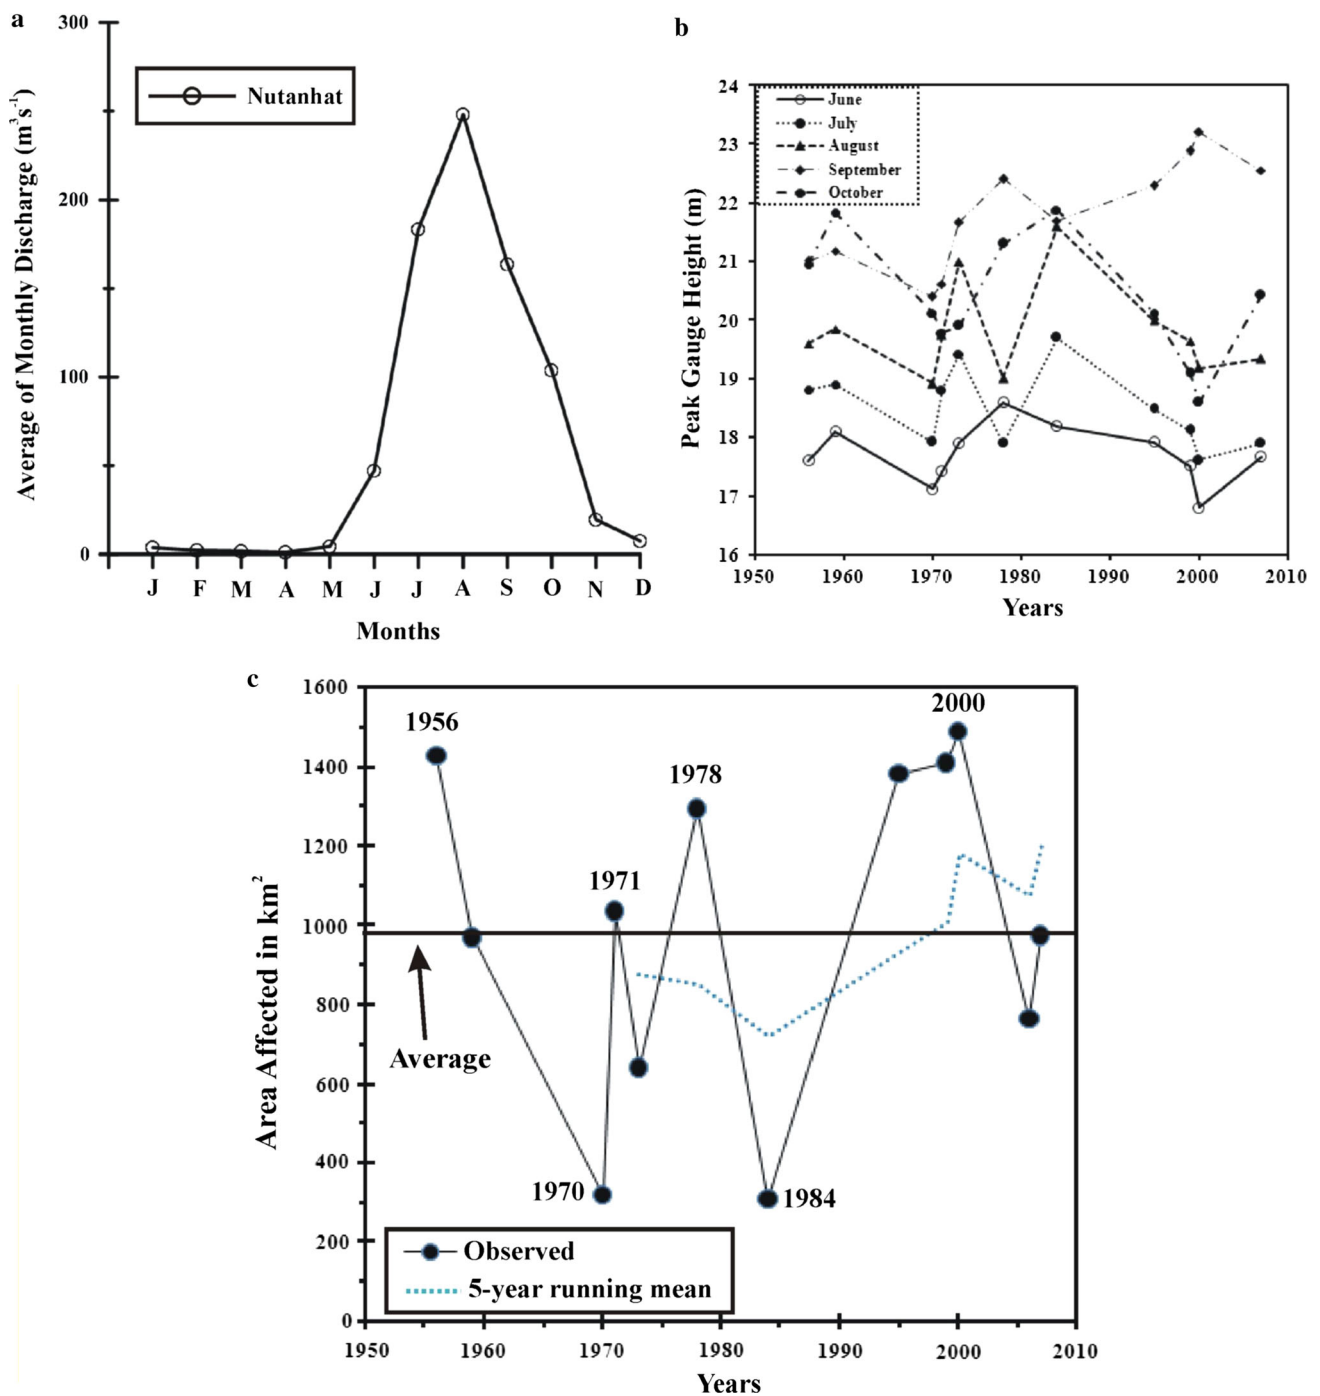 a
300
200
100
0
Average of Monthly Discharge (m³s⁻¹)
Nutanhat
J F M A M J J A S O N D
Months
b
24
23
22
21
20
19
18
17
16
Peak Gauge Height (m)
June
July
August
September
October
1950 1960 1970 1980 1990 2000 2010
Years
c
1600
1400
1200
1000
800
600
400
200
0
Area Affected in km²
1956
1978
2000
1971
Average
1970
1984
Observed
5-year running mean
1950 1960 1970 1980 1990 2000 2010
Years